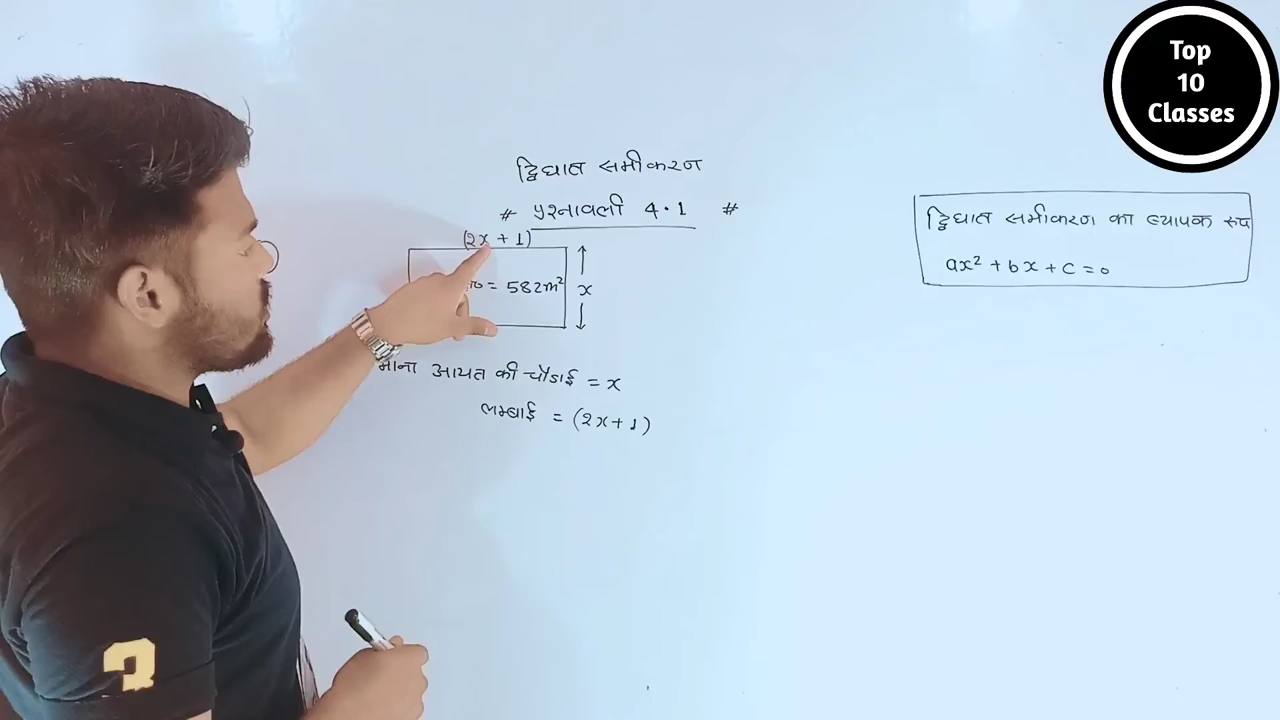 Top
10
Classes
द्विघात समीकरण
# प्रश्नावली 4.1 #
(2x + 1)
= 582m²
x
माना आयत की चौडाई = x
लम्बाई = (2x+1)
द्विघात समीकरण का व्यापक रूप
ax² + bx + c = 0